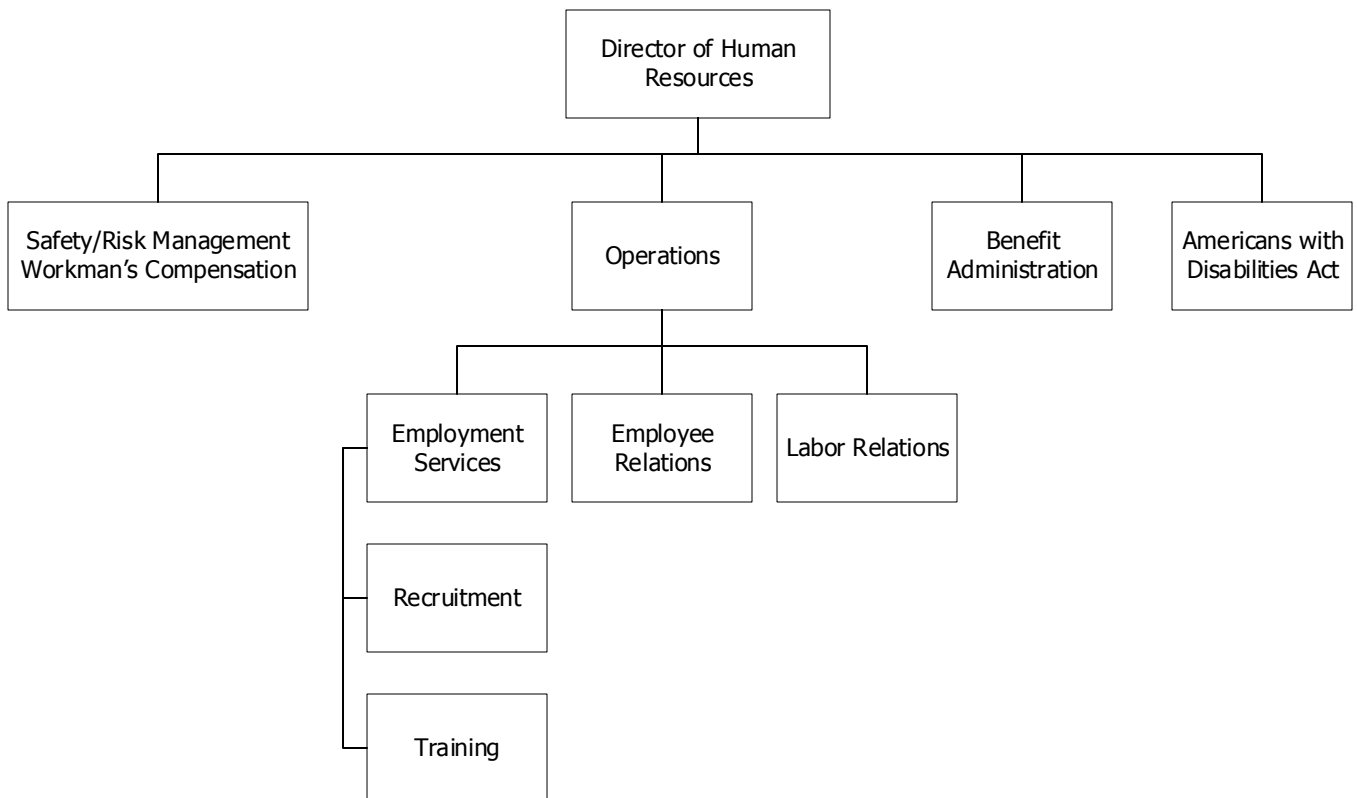 Director of Human
Resources
Safety/Risk Management
Workman's Compensation
Operations
Benefit
Administration
Americans with
Disabilities Act
Employment
Services
Employee
Relations
Labor Relations
Recruitment
Training